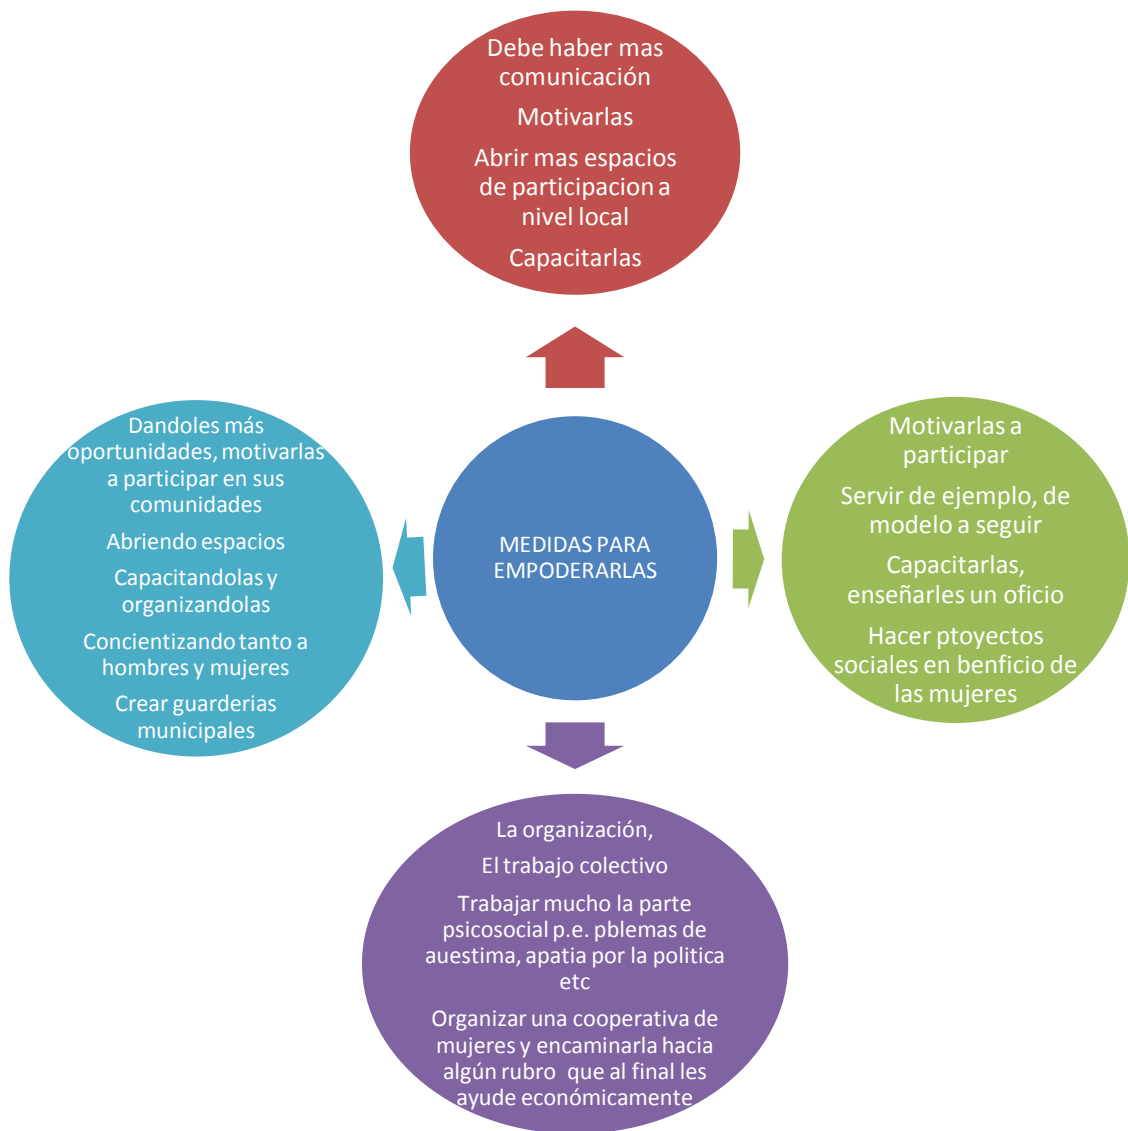 Debe haber mas
comunicación
Motivarlas
Abrir mas espacios
de participacion a
nivel local
Capacitarlas
Dandoles más
oportunidades, motivarlas
a participar en sus
comunidades
Abriendo espacios
Capacitandolas y
organizandolas
Concientizando tanto a
hombres y mujeres
Crear guarderias
municipales
MEDIDAS PARA
EMPODERARLAS
Motivarlas a
participar
Servir de ejemplo, de
modelo a seguir
Capacitarlas,
enseñarles un oficio
Hacer ptoyectos
sociales en benficio de
las mujeres
La organización,
El trabajo colectivo
Trabajar mucho la parte
psicosocial p.e. pblemas de
auestima, apatia por la politica
etc
Organizar una cooperativa de
mujeres y encaminarla hacia
algún rubro que al final les
ayude económicamente